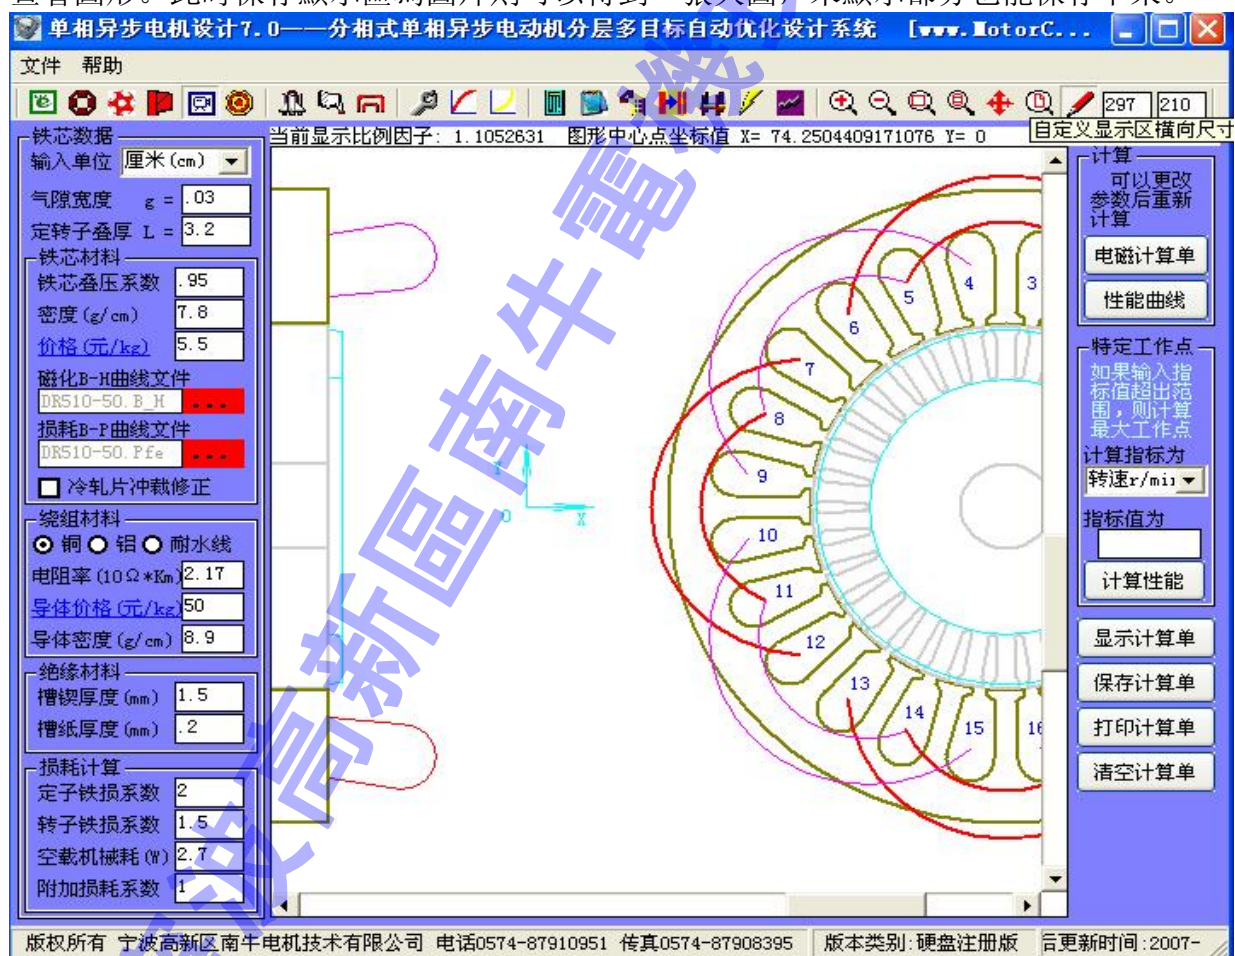 单相异步电机设计7.0——分相式单相异步电动机分层多目标自动优化设计系统 [www.MotorC...
文件 帮助
297 210
自定义显示区横向尺寸
铁芯数据
当前显示比例因子: 1.1052631 图形中心点坐标值 X= 74.2504409171076 Y= 0
输入单位 厘米(cm)
气隙宽度 g = .03
定转子叠厚 L = 3.2
铁芯材料
铁芯叠压系数 .95
密度(g/cm) 7.8
价格(元/kg) 5.5
磁化B-H曲线文件
DR510-50.B_H ...
损耗B-P曲线文件
DR510-50.Pfe ...
冷轧片冲裁修正
绕组材料
铜 铝 耐水线
电阻率(10Ω*Km) 2.17
导体价格(元/kg) 50
导体密度(g/cm) 8.9
绝缘材料
槽锲厚度(mm) 1.5
槽纸厚度(mm) .2
损耗计算
定子铁损系数 2
转子铁损系数 1.5
空载机械耗(W) 2.7
附加损耗系数 1
Y
O X
3
4
5
6
7
8
9
10
11
12
13
14
15
16
计算
可以更改
参数后重新
计算
电磁计算单
性能曲线
特定工作点
如果输入指
标值超出范
围,则计算
最大工作点
计算指标为
转速r/min
指标值为
计算性能
显示计算单
保存计算单
打印计算单
清空计算单
版权所有 宁波高新区南牛电机技术有限公司 电话0574-87910951 传真0574-87908395 版本类别:硬盘注册版 后更新时间:2007-
波高新區南牛電機